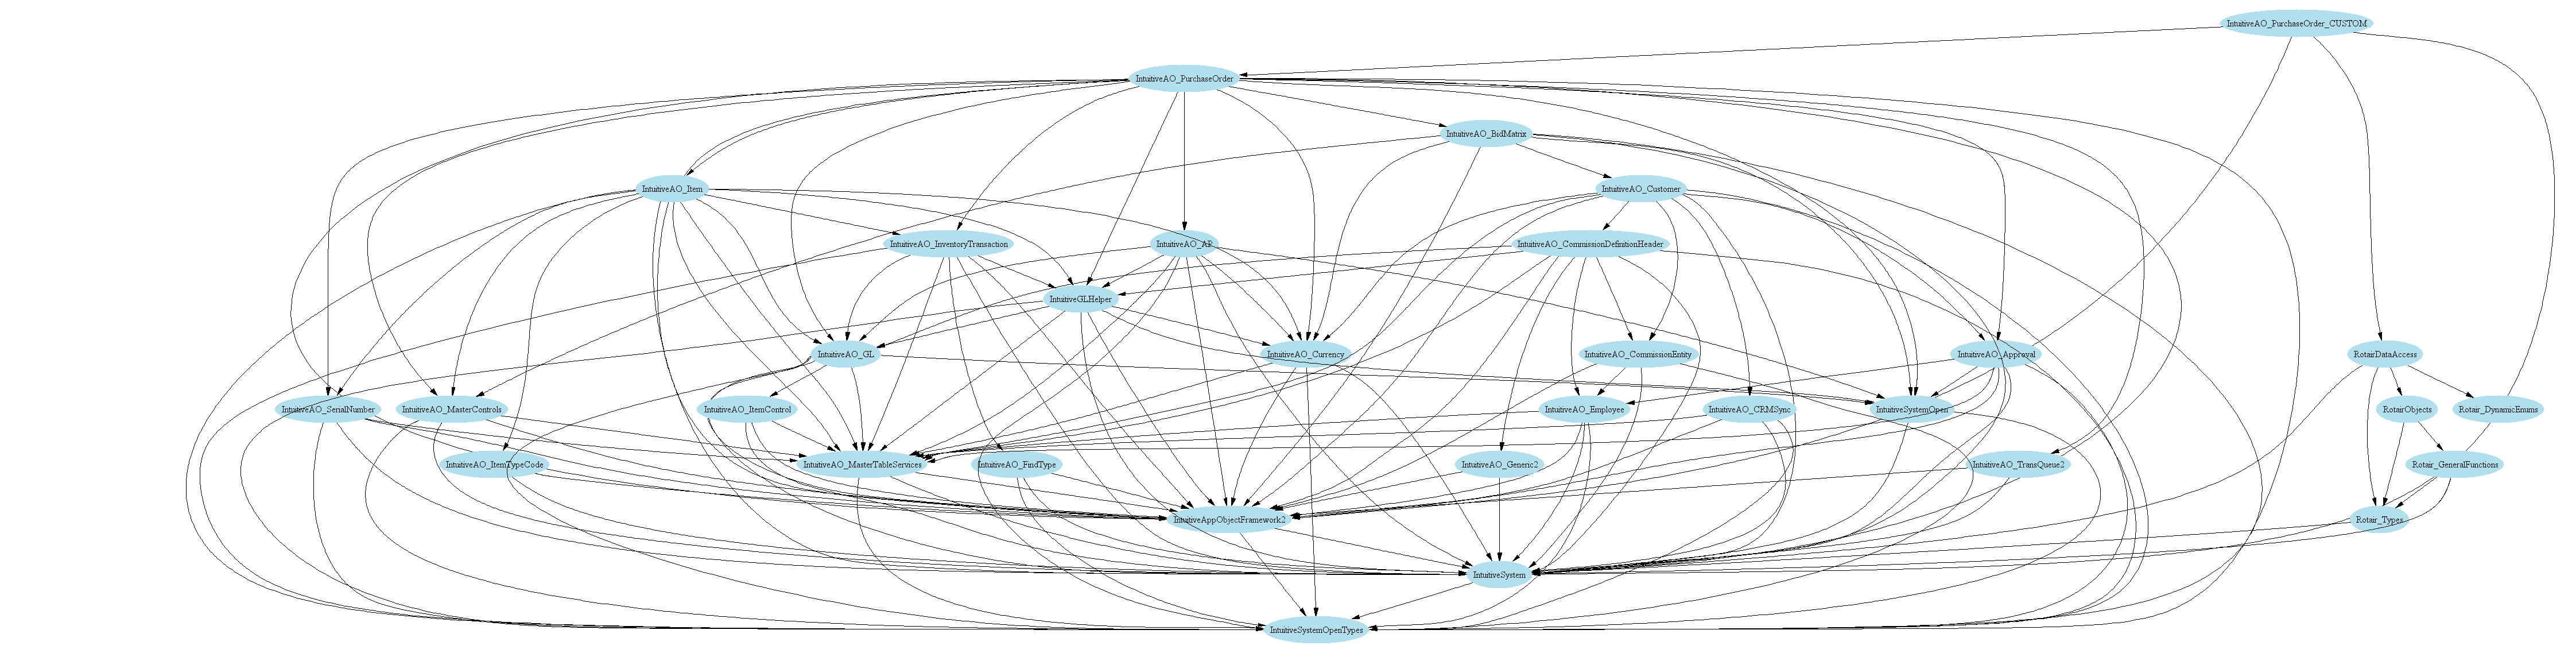 IntuitiveAO_PurchaseOrder_CUSTOM
IntuitiveAO_PurchaseOrder
IntuitiveAO_BidMatrix
IntuitiveAO_Item
IntuitiveAO_Customer
IntuitiveAO_InventoryTransaction
IntuitiveAO_AP
IntuitiveAO_CommissionDefinitionHeader
IntuitiveGLHelper
IntuitiveAO_GL
IntuitiveAO_Currency
IntuitiveAO_CommissionEntity
IntuitiveAO_Approval
RotairDataAccess
IntuitiveAO_SerialNumber
IntuitiveAO_MasterControls
IntuitiveAO_ItemControl
IntuitiveAO_Employee
IntuitiveAO_CRMSync
IntuitiveSystemOpen
RotairObjects
Rotair_DynamicEnums
IntuitiveAO_ItemTypeCode
IntuitiveAO_MasterTableServices
IntuitiveAO_FindType
IntuitiveAO_Generic2
IntuitiveAO_TransQueue2
Rotair_GeneralFunctions
IntuitiveAppObjectFramework2
Rotair_Types
IntuitiveSystem
IntuitiveSystemOpenTypes